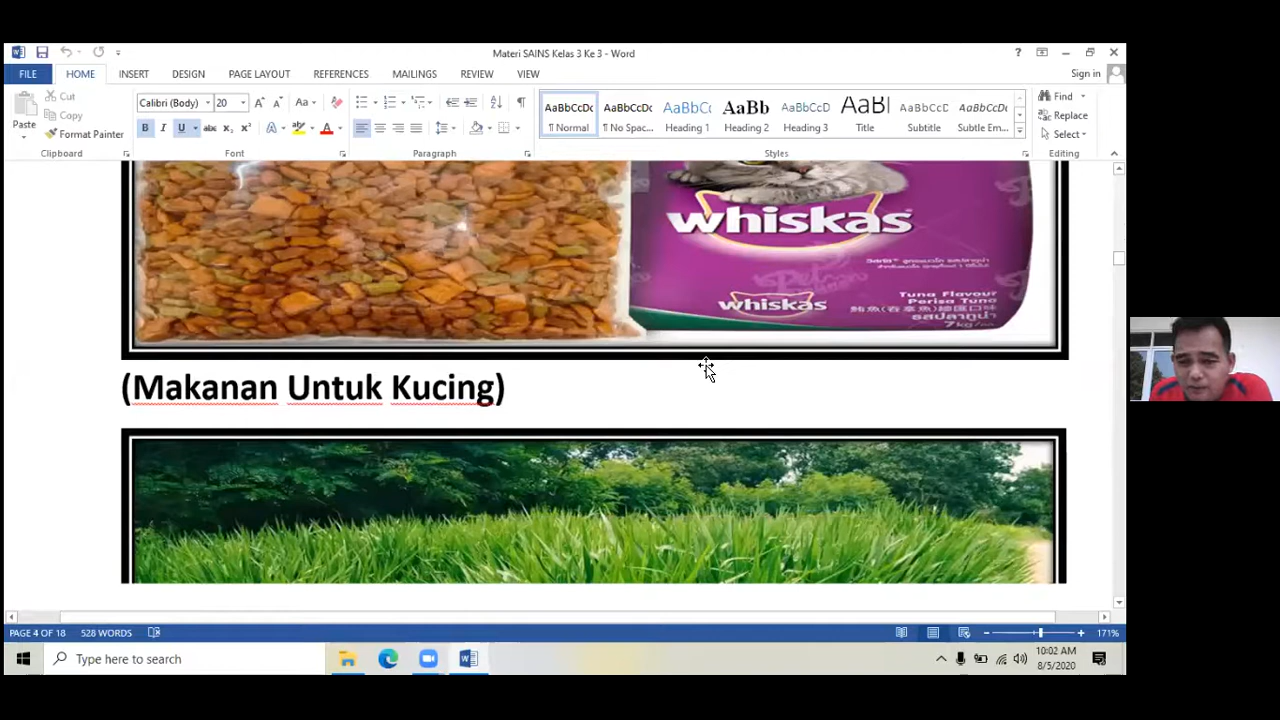 Materi SAINS Kelas 3 Ke 3 - Word
FILE HOME INSERT DESIGN PAGE LAYOUT REFERENCES MAILINGS REVIEW VIEW Sign in
Paste
Cut
Copy
Format Painter
Calibri (Body) 20
AaBbCcDc AaBbCcDc AaBbCc AaBb AaBbCcD AaBl AaBbCcD AaBbCcDc
¶ Normal ¶ No Spac... Heading 1 Heading 2 Heading 3 Title Subtitle Subtle Em...
Find
Replace
Select
Clipboard Font Paragraph Styles Editing
whiskas
whiskas
Tuna Flavour
Perisa Tuna
7kg
(Makanan Untuk Kucing)
PAGE 4 OF 18 528 WORDS 171%
Type here to search
10:02 AM
8/5/2020